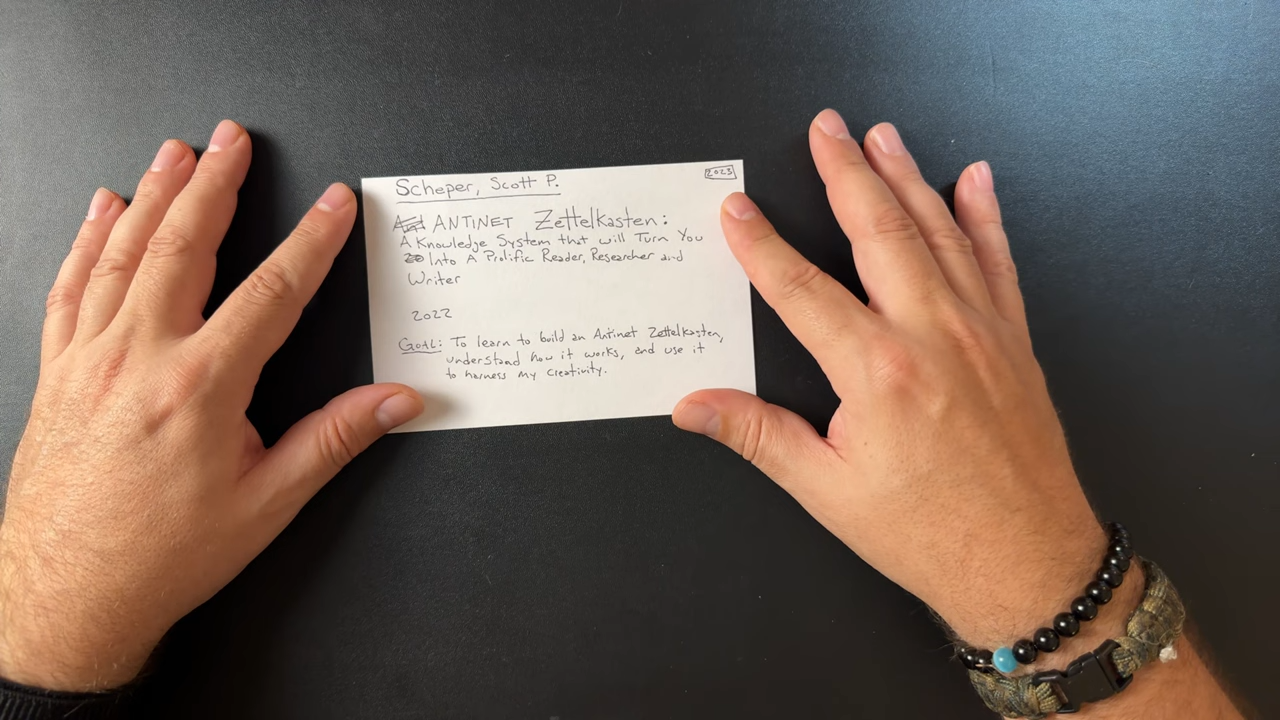 Scheper, Scott P.
2023
ANTINET Zettelkasten:
A Knowledge System that will Turn You
Into A Prolific Reader, Researcher and
Writer
2022
GOAL: To learn to build an Antinet Zettelkasten,
understand how it works, and use it
to harness my creativity.